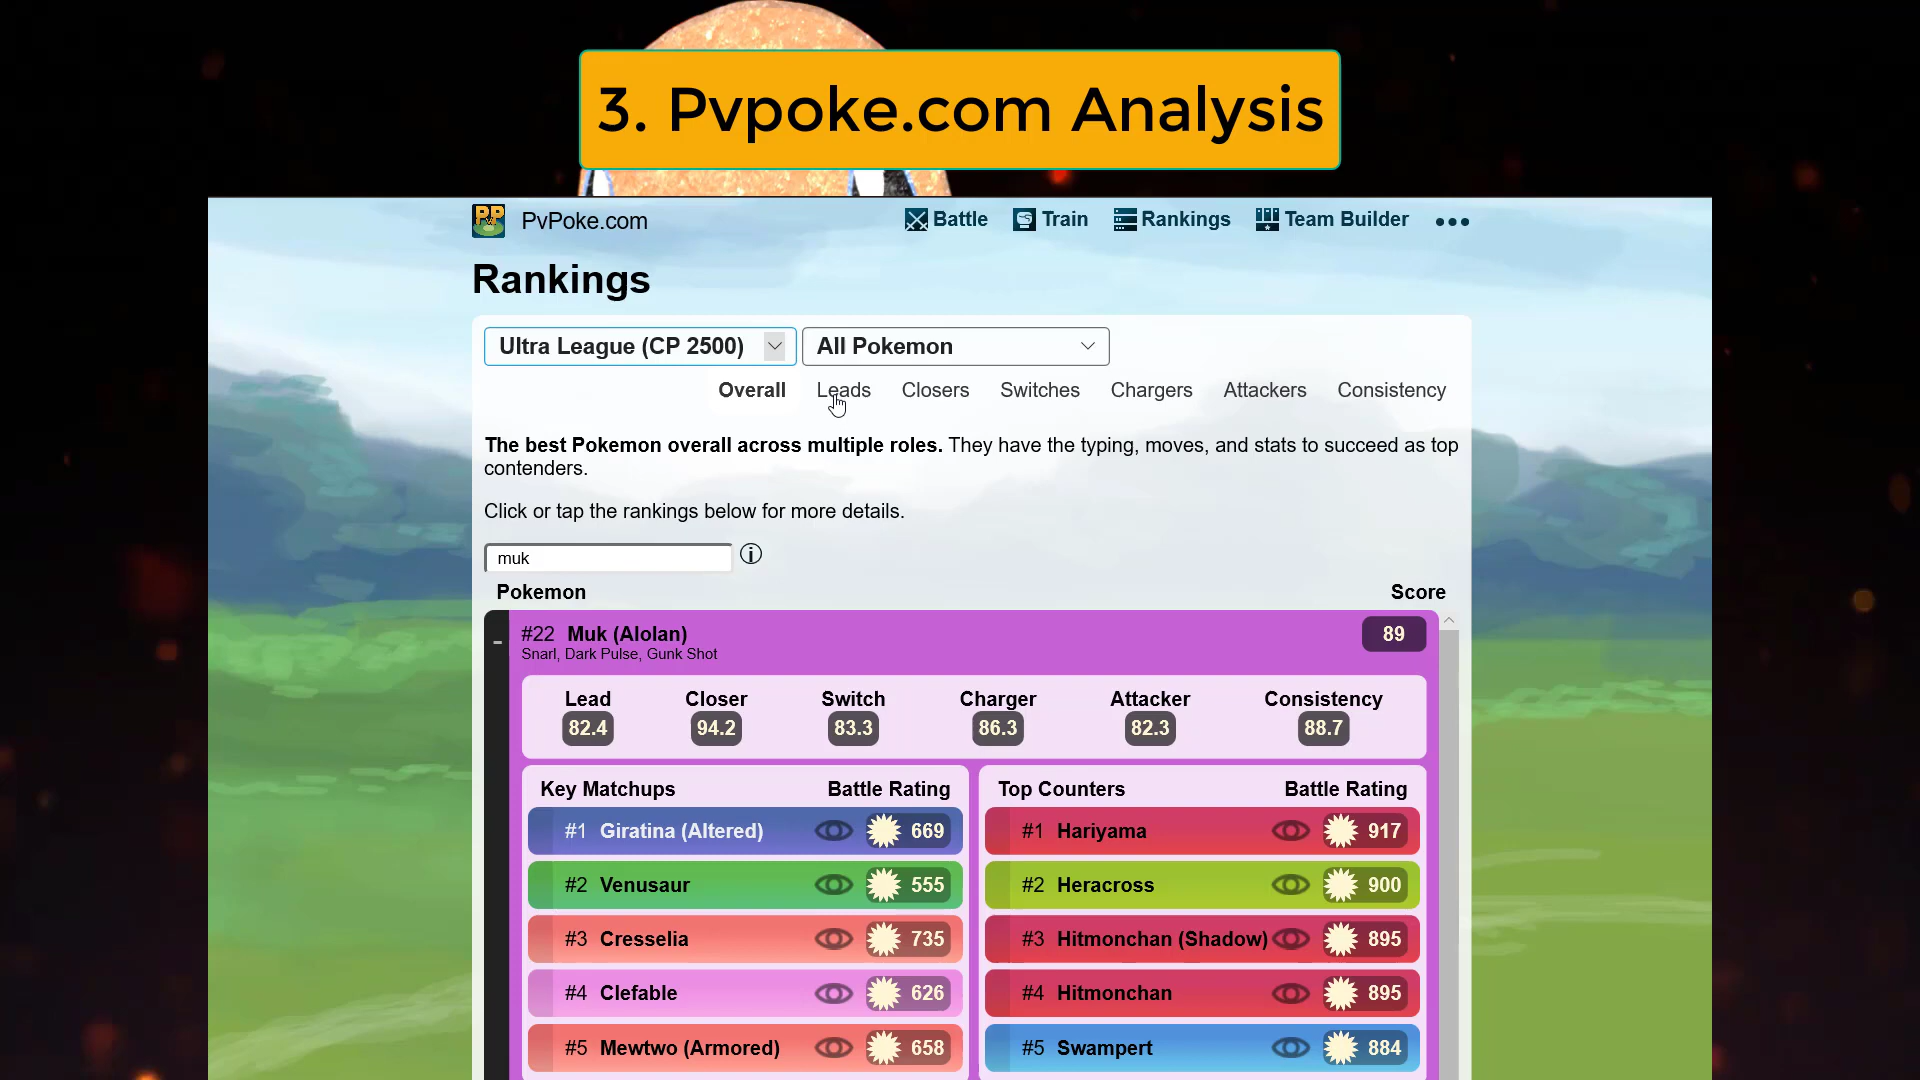 3. Pvpoke.com Analysis
PvPoke.com
Battle Train Rankings Team Builder
Rankings
Ultra League (CP 2500) All Pokemon
Overall Leads Closers Switches Chargers Attackers Consistency
The best Pokemon overall across multiple roles. They have the typing, moves, and stats to succeed as top
contenders.
Click or tap the rankings below for more details.
muk
Pokemon Score
#22 Muk (Alolan) 89
Snarl, Dark Pulse, Gunk Shot
Lead Closer Switch Charger Attacker Consistency
82.4 94.2 83.3 86.3 82.3 88.7
Key Matchups Battle Rating
#1 Giratina (Altered) 669
#2 Venusaur 555
#3 Cresselia 735
#4 Clefable 626
#5 Mewtwo (Armored) 658
Top Counters Battle Rating
#1 Hariyama 917
#2 Heracross 900
#3 Hitmonchan (Shadow) 895
#4 Hitmonchan 895
#5 Swampert 884